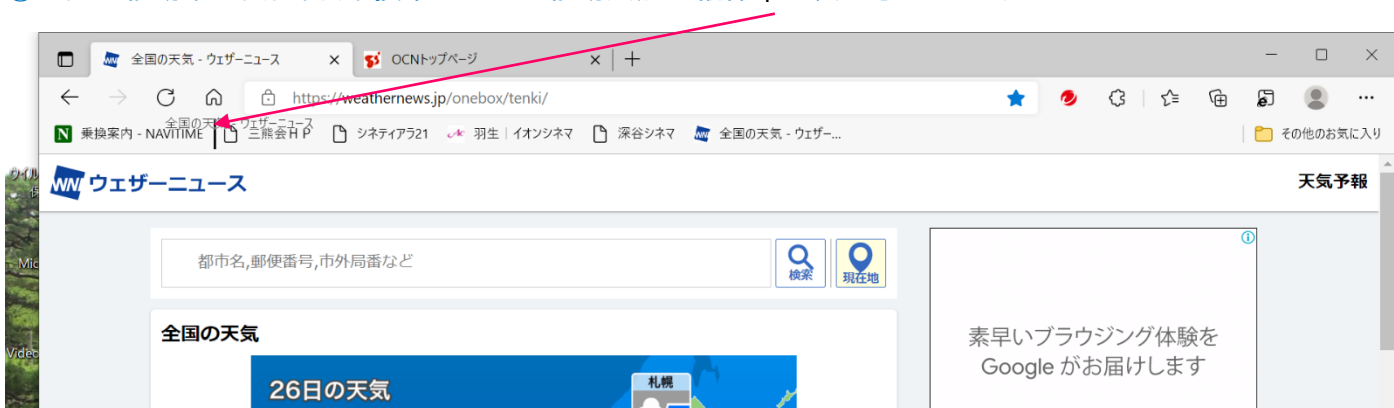 全国の天気 - ウェザーニュース
OCNトップページ
https://weathernews.jp/onebox/tenki/
乗換案内 - NAVITIME
三熊会HP
シネティアラ21
羽生 | イオンシネマ
深谷シネマ
全国の天気 - ウェザー...
その他のお気に入り
全国の天気 - ウェザーニュース
ウェザーニュース
天気予報
都市名,郵便番号,市外局番など
検索
現在地
全国の天気
26日の天気
札幌
素早いブラウジング体験を
Google がお届けします